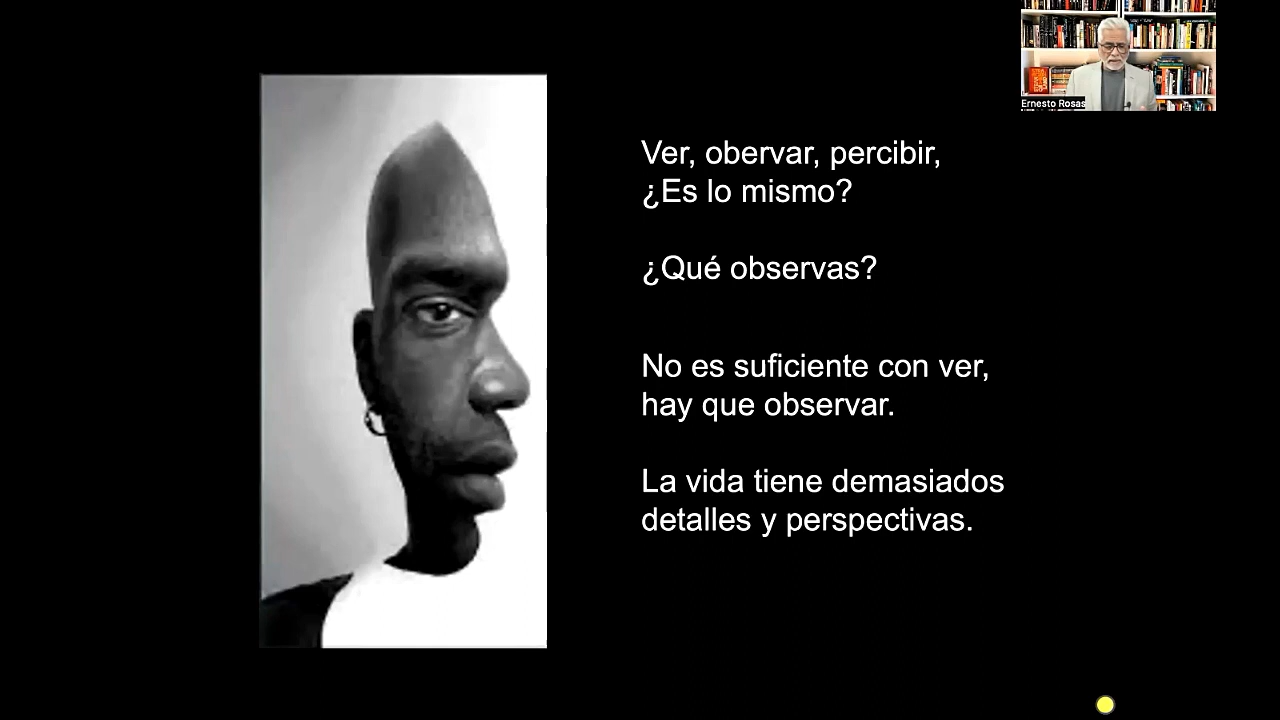 Ver, obervar, percibir,
¿Es lo mismo?
¿Qué observas?
No es suficiente con ver,
hay que observar.
La vida tiene demasiados
detalles y perspectivas.
Ernesto Rosas